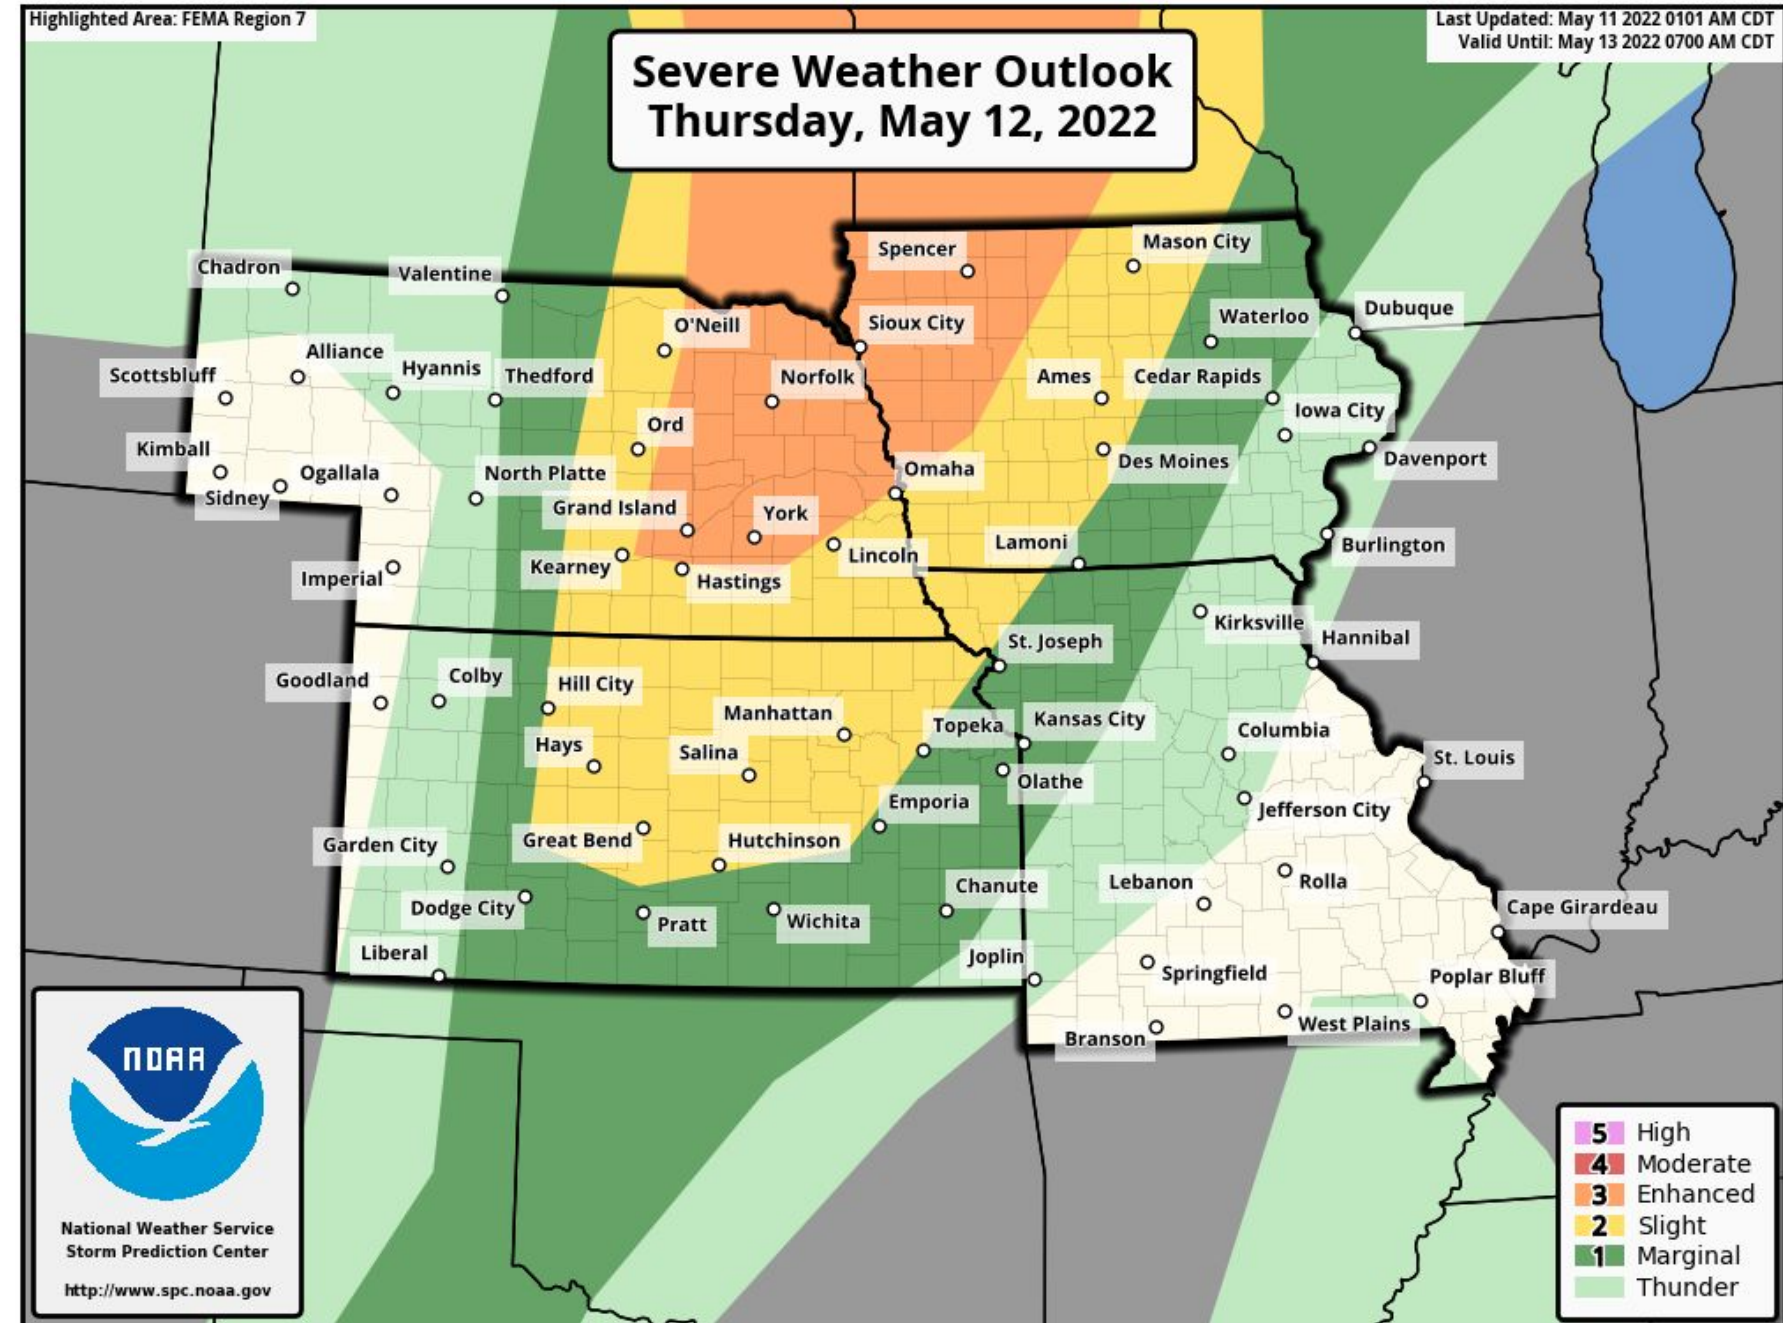 Highlighted Area: FEMA Region 7
Last Updated: May 11 2022 0101 AM CDT
Valid Until: May 13 2022 0700 AM CDT
Severe Weather Outlook
Thursday, May 12, 2022
Spencer
Mason City
Chadron
Valentine
O'Neill
Sioux City
Waterloo
Dubuque
Alliance
Scottsbluff
Hyannis
Thedford
Norfolk
Ames
Cedar Rapids
Iowa City
Ord
Kimball
Ogallala
Sidney
North Platte
Omaha
Des Moines
Davenport
Grand Island
York
Lamoni
Burlington
Imperial
Kearney
Hastings
Lincoln
Kirksville
Hannibal
St. Joseph
Goodland
Colby
Hill City
Manhattan
Topeka
Kansas City
Columbia
Hays
Salina
St. Louis
Olathe
Emporia
Jefferson City
Garden City
Great Bend
Hutchinson
Chanute
Lebanon
Rolla
Dodge City
Pratt
Wichita
Cape Girardeau
Liberal
Joplin
Springfield
Poplar Bluff
Branson
West Plains
NOAA
National Weather Service
Storm Prediction Center
http://www.spc.noaa.gov
5 High
4 Moderate
3 Enhanced
2 Slight
1 Marginal
Thunder